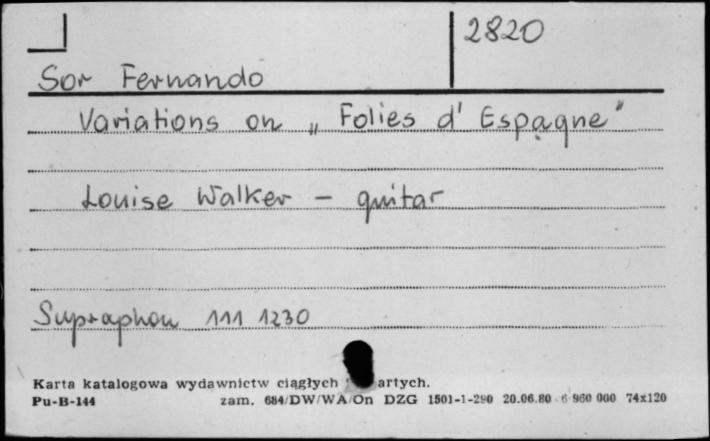 2820
Sor Fernando
Variations on „Folies d'Espagne"
Louise Walker – guitar
Supraphon 111 1230
Karta katalogowa wydawnictw ciągłych artych.
Pu-B-144 zam. 684/DW/WA/On DZG 1501-1-290 20.06.80 6 960 000 74x120